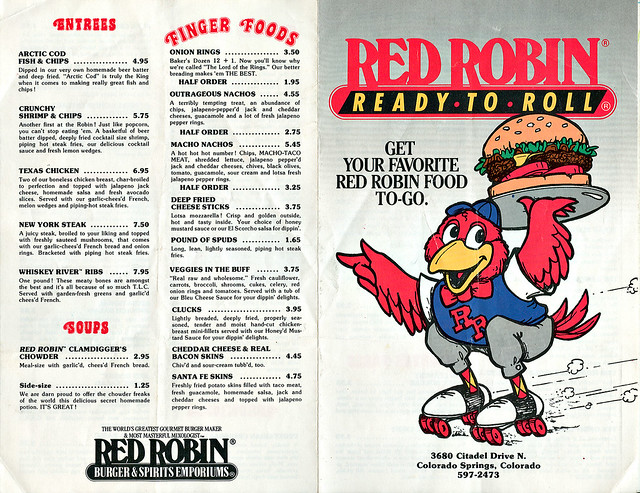 ENTREES
ARCTIC COD
FISH & CHIPS .................. 4.95
Dipped in our very own homemade beer batter
and deep fried. "Arctic Cod" is truly the King
when it comes to making really great fish and
chips!
CRUNCHY
SHRIMP & CHIPS ........... 5.75
Another first at the Robin! Just like popcorn,
you can't stop eating 'em. A basketful of beer
batter dipped, deeply fried cocktail size shrimp,
piping hot steak fries, our delicious cocktail
sauce and fresh lemon wedges.
TEXAS CHICKEN .............. 6.95
Two of our boneless chicken breast, char-broiled
to perfection and topped with jalapeno jack
cheese, homemade salsa and fresh avocado
slices. Served with our garlic-chees'd French,
melon wedges and piping-hot steak fries.
NEW YORK STEAK ............ 7.50
A juicy steak, broiled to your liking and topped
with freshly sauteed mushrooms, that comes
with our garlic-chees'd French bread and onion
rings. Bracketed with piping hot steak fries.
WHISKEY RIVER™ RIBS ...... 7.95
One pound! These meaty bones are amongst
the best and it's all because of so much T.L.C.
Served with garden-fresh greens and garlic'd
chees'd French.
SOUPS
RED ROBIN™ CLAMDIGGER'S
CHOWDER ..................... 2.95
Meal-size with garlic'd, chees'd French bread.
Side-size ........................ 1.25
We are darn proud to offer the chowder freaks
of the world this delicious secret homemade
potion. IT'S GREAT!
FINGER FOODS
ONION RINGS ................ 3.50
Baker's Dozen 12 + 1. Now you'll know why
we're called "The Lord of the Rings." Our better
breading makes 'em THE BEST.
HALF ORDER ................ 1.95
OUTRAGEOUS NACHOS ..... 4.55
A terribly tempting treat, an abundance of
chips, jalapeno-pepper'd jack and cheddar
cheeses, guacamole and a lot of fresh jalapeno
pepper rings.
HALF ORDER ................ 2.75
MACHO NACHOS ............. 5.45
A hot hot hot number! Chips, MACHO-TACO
MEAT, shredded lettuce, jalapeno pepper'd
jack and cheddar cheeses, chives, black olives,
tomato, guacamole, sour cream and lotsa fresh
jalapeno pepper rings.
HALF ORDER ................ 3.25
DEEP FRIED
CHEESE STICKS .............. 3.75
Lotsa mozzarella! Crisp and golden outside,
hot and tasty inside. Your choice of honey
mustard sauce or our El Scorcho salsa for dippin'.
POUND OF SPUDS ............ 1.65
Long, lean, lightly seasoned, piping hot steak
fries.
VEGGIES IN THE BUFF ...... 3.75
"Real raw and wholesome." Fresh cauliflower,
carrots, broccoli, shrooms, cukes, celery, red
onion rings and tomatoes. Served with a tub of
our Bleu Cheese Sauce for your dippin' delights.
CLUCKS ....................... 3.95
Lightly breaded, deeply fried, properly sea-
soned, tender and moist hand-cut chicken-
breast mini-fillets served with our Honey'd Mus-
tard Sauce for your dippin' delights.
CHEDDAR CHEESE & REAL
BACON SKINS ................. 4.45
Chiv'd and sour-cream tubb'd, too.
SANTA FE SKINS .............. 4.75
Freshly fried potato skins filled with taco meat,
fresh guacamole, homemade salsa, jack and
cheddar cheeses and topped with jalapeno
pepper rings.
THE WORLD'S GREATEST GOURMET BURGER MAKER
& MOST MASTERFUL MIXOLOGIST™
RED ROBIN®
BURGER & SPIRITS EMPORIUMS®
RED ROBIN®
READY·TO·ROLL®
GET
YOUR FAVORITE
RED ROBIN FOOD
TO-GO.
RR
3680 Citadel Drive N.
Colorado Springs, Colorado
597-2473